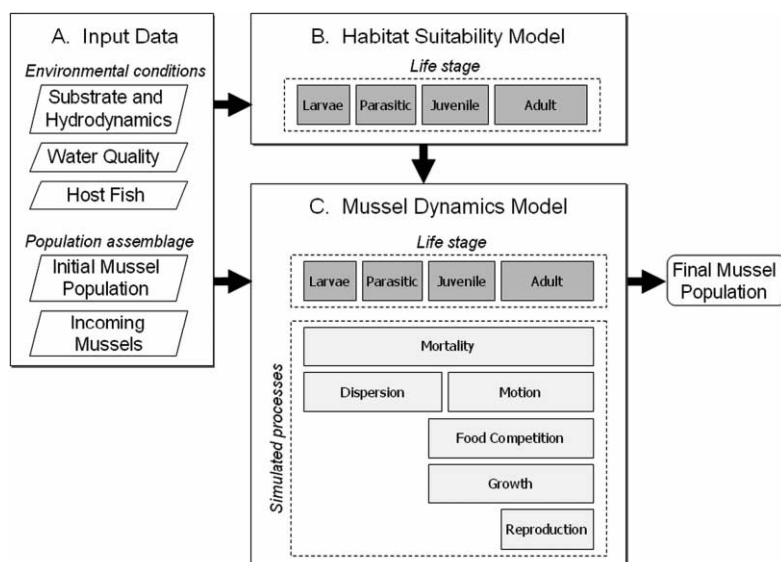 A. Input Data
Environmental conditions
Substrate and
Hydrodynamics
Water Quality
Host Fish
Population assemblage
Initial Mussel
Population
Incoming
Mussels
B. Habitat Suitability Model
Life stage
Larvae
Parasitic
Juvenile
Adult
C. Mussel Dynamics Model
Life stage
Larvae
Parasitic
Juvenile
Adult
Simulated processes
Mortality
Dispersion
Motion
Food Competition
Growth
Reproduction
Final Mussel
Population